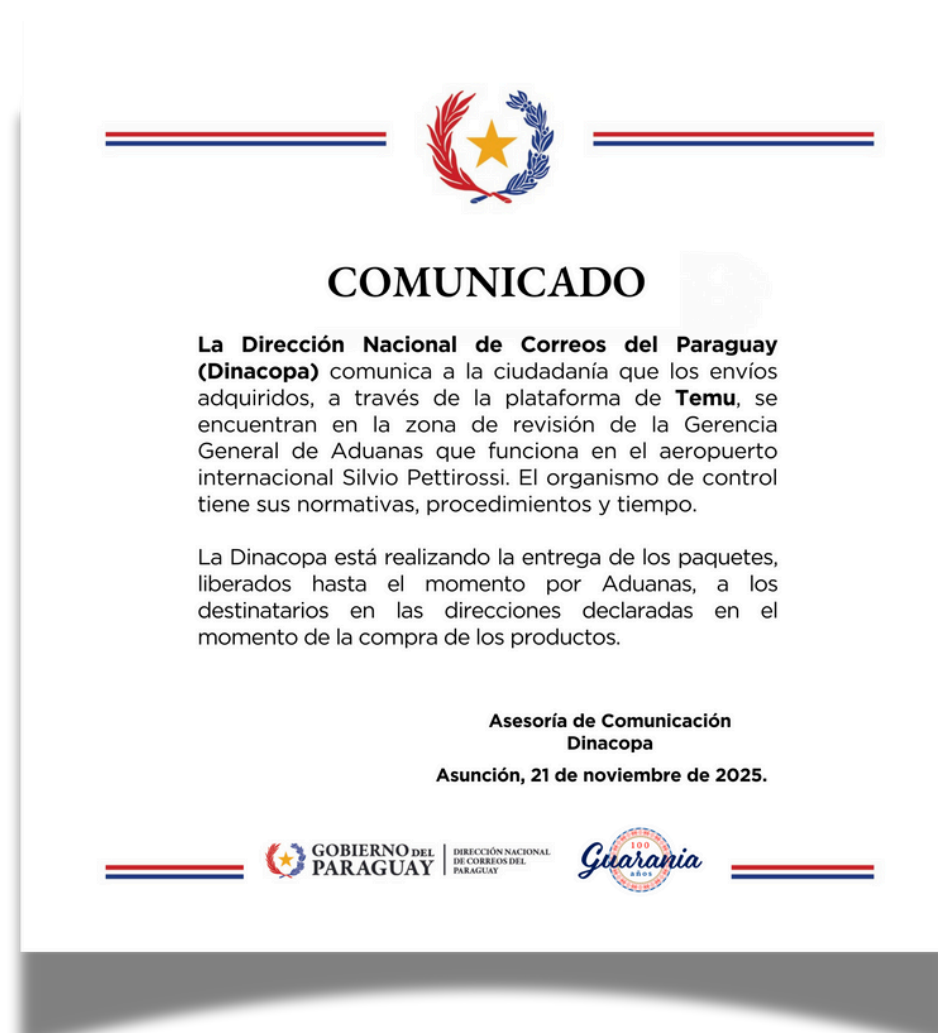 COMUNICADO
La Dirección Nacional de Correos del Paraguay
(Dinacopa) comunica a la ciudadanía que los envíos
adquiridos, a través de la plataforma de Temu, se
encuentran en la zona de revisión de la Gerencia
General de Aduanas que funciona en el aeropuerto
internacional Silvio Pettirossi. El organismo de control
tiene sus normativas, procedimientos y tiempo.
La Dinacopa está realizando la entrega de los paquetes,
liberados hasta el momento por Aduanas, a los
destinatarios en las direcciones declaradas en el
momento de la compra de los productos.
Asesoría de Comunicación
Dinacopa
Asunción, 21 de noviembre de 2025.
GOBIERNO DEL
PARAGUAY
DIRECCIÓN NACIONAL
DE CORREOS DEL
PARAGUAY
100
Guarania
años